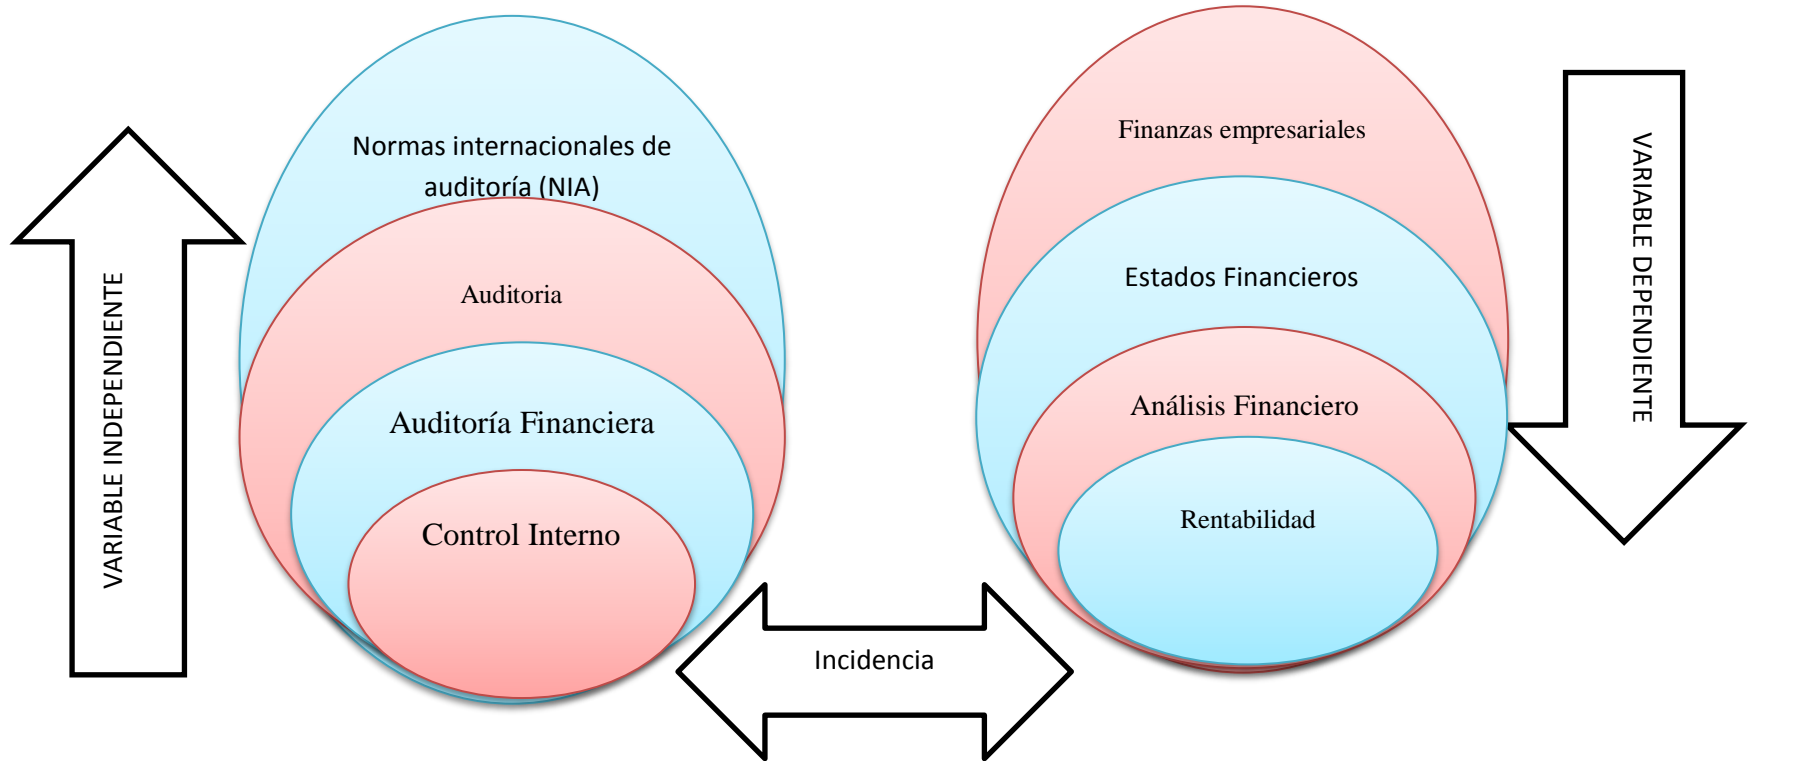 VARIABLE INDEPENDIENTE
Normas internacionales de
auditoría (NIA)
Auditoria
Auditoría Financiera
Control Interno
Incidencia
Finanzas empresariales
Estados Financieros
Análisis Financiero
Rentabilidad
VARIABLE DEPENDIENTE